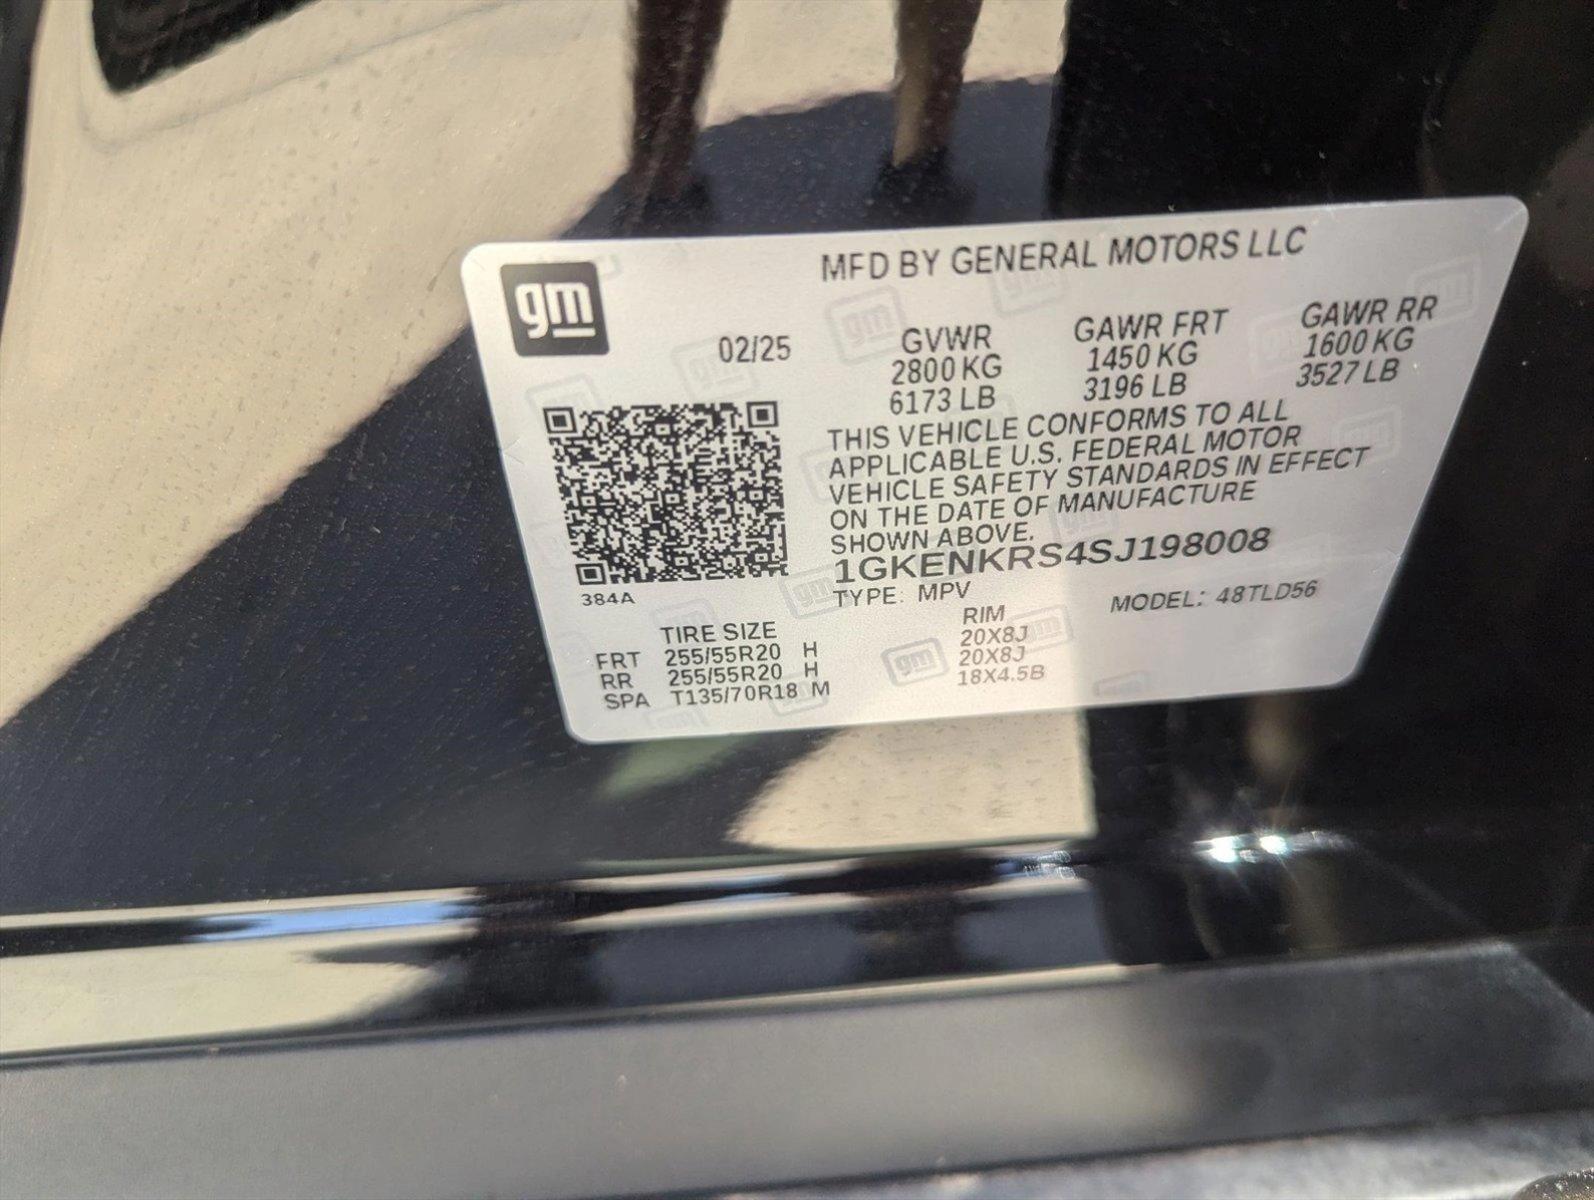 gm
MFD BY GENERAL MOTORS LLC
02/25
GVWR GAWR FRT GAWR RR
2800 KG 1450 KG 1600 KG
6173 LB 3196 LB 3527 LB
THIS VEHICLE CONFORMS TO ALL
APPLICABLE U.S. FEDERAL MOTOR
VEHICLE SAFETY STANDARDS IN EFFECT
ON THE DATE OF MANUFACTURE
SHOWN ABOVE.
1GKENKRS4SJ198008
384A
TYPE: MPV MODEL: 48TLD56
TIRE SIZE RIM
FRT 255/55R20 H 20X8J
RR 255/55R20 H 20X8J
SPA T135/70R18 M 18X4.5B